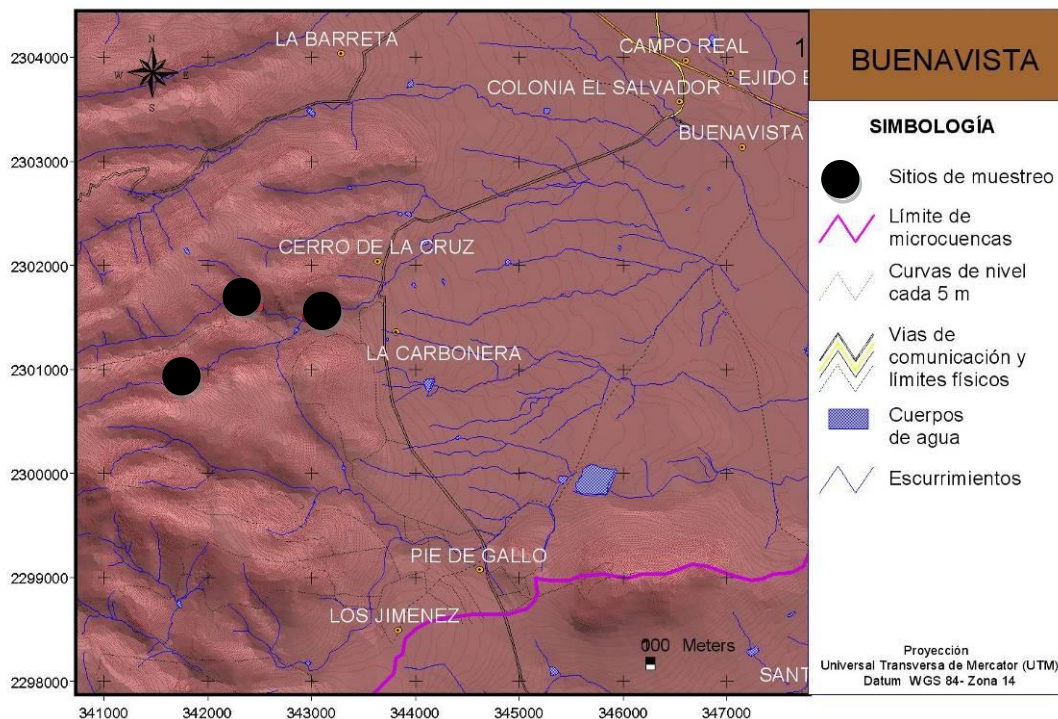 BUENAVISTA
SIMBOLOGÍA
Sitios de muestreo
Límite de
microcuencas
Curvas de nivel
cada 5 m
Vias de
comunicación y
límites físicos
Cuerpos
de agua
Escurrimientos
Proyección
Universal Transversa de Mercator (UTM)
Datum WGS 84- Zona 14
N
W E
S
LA BARRETA
CAMPO REAL
1
EJIDO E
COLONIA EL SALVADOR
BUENAVISTA
CERRO DE LA CRUZ
LA CARBONERA
PIE DE GALLO
LOS JIMENEZ
Meters
SANT
2304000
2303000
2302000
2301000
2300000
2299000
2298000
341000 342000 343000 344000 345000 346000 347000